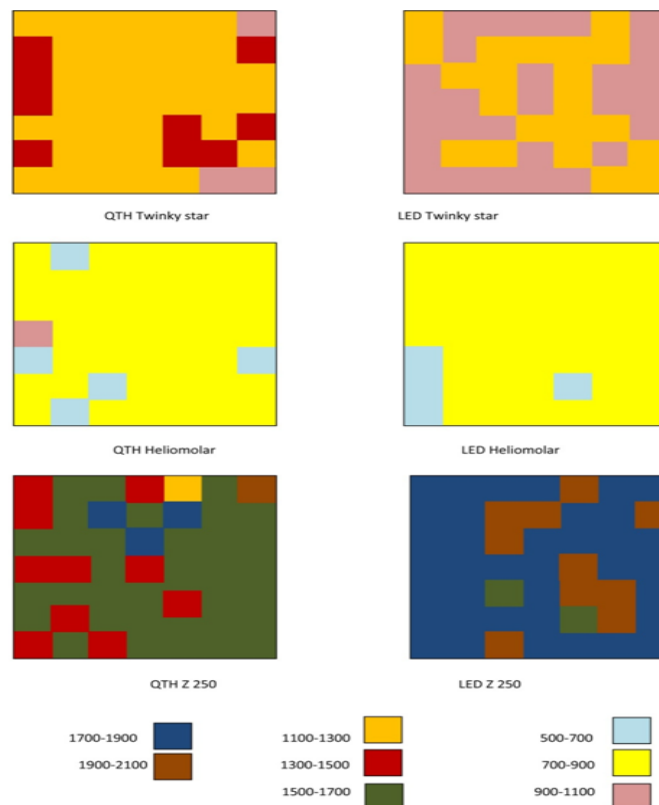 QTH Twinky star
LED Twinky star
QTH Heliomolar
LED Heliomolar
QTH Z 250
LED Z 250
1700-1900
1100-1300
500-700
1900-2100
1300-1500
700-900
1500-1700
900-1100